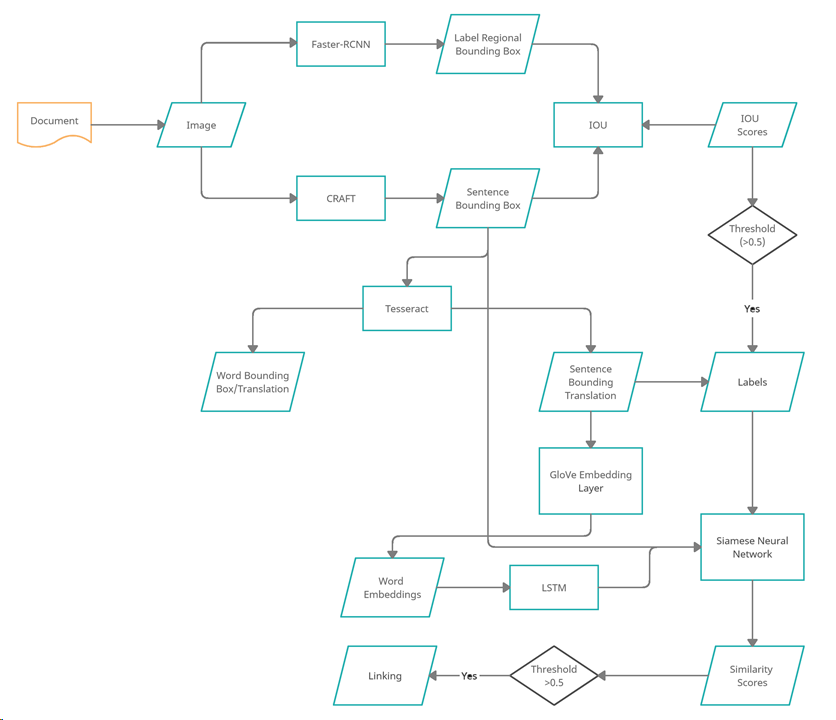 Faster-RCNN
Label Regional
Bounding Box
Document
Image
IOU
IOU
Scores
CRAFT
Sentence
Bounding Box
Threshold
(>0.5)
Tesseract
Yes
Word Bounding
Box/Translation
Sentence
Bounding
Translation
Labels
GloVe Embedding
Layer
Siamese Neural
Network
Word
Embeddings
LSTM
Linking
Yes
Threshold
>0.5
Similarity
Scores